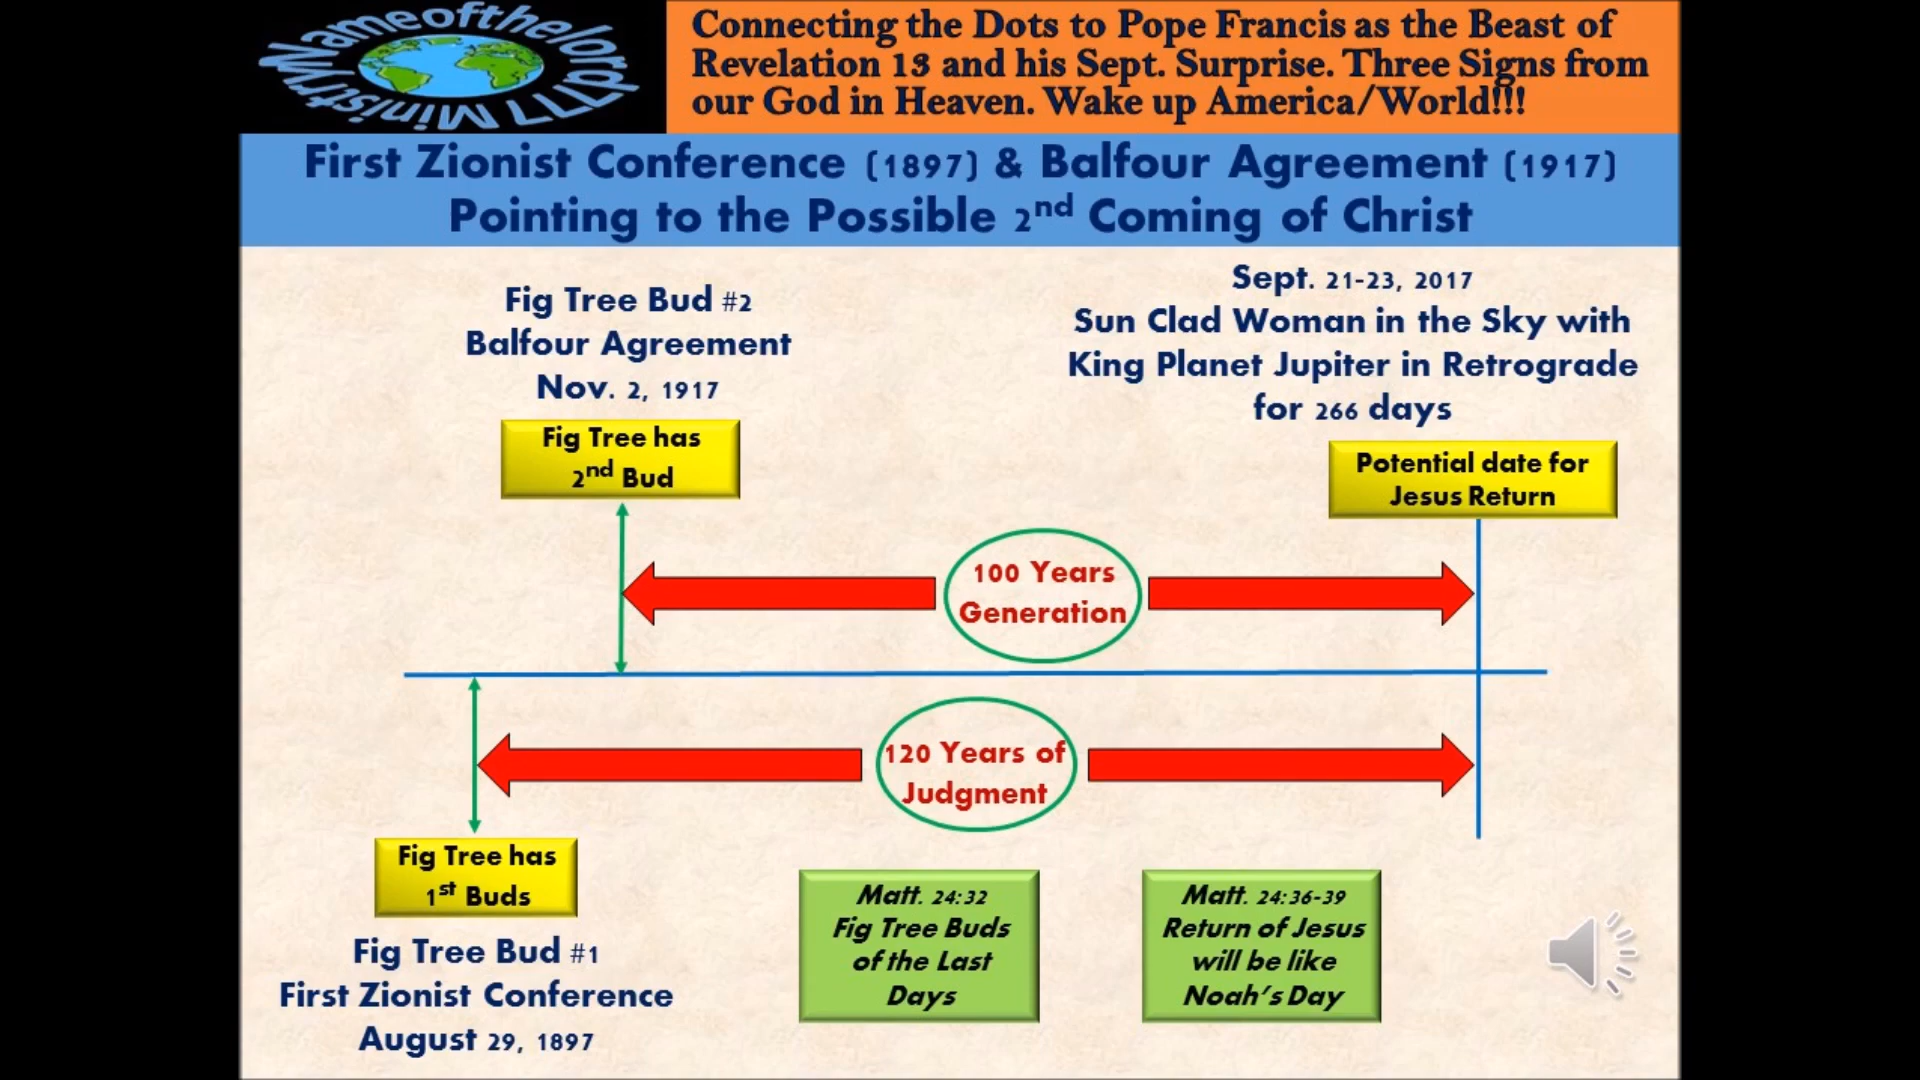 Nameofthelord777 Ministry
Connecting the Dots to Pope Francis as the Beast of
Revelation 13 and his Sept. Surprise. Three Signs from
our God in Heaven. Wake up America/World!!!
First Zionist Conference (1897) & Balfour Agreement (1917)
Pointing to the Possible 2nd Coming of Christ
Fig Tree Bud #2
Balfour Agreement
Nov. 2, 1917
Sept. 21-23, 2017
Sun Clad Woman in the Sky with
King Planet Jupiter in Retrograde
for 266 days
Fig Tree has
2nd Bud
Potential date for
Jesus Return
100 Years
Generation
120 Years of
Judgment
Fig Tree has
1st Buds
Fig Tree Bud #1
First Zionist Conference
August 29, 1897
Matt. 24:32
Fig Tree Buds
of the Last
Days
Matt. 24:36-39
Return of Jesus
will be like
Noah's Day